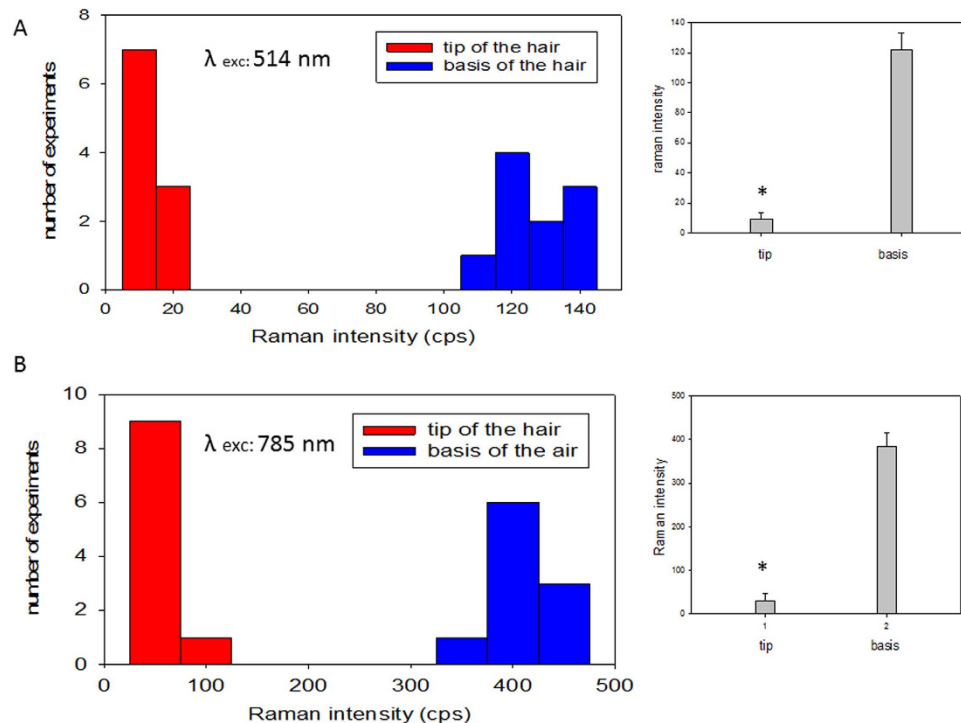 A
λ exc: 514 nm
tip of the hair
basis of the hair
number of experiments
8
6
4
2
0
0 20 40 60 80 100 120 140
Raman intensity (cps)
raman intensity
140
120
100
80
60
40
20
0
*
tip basis
B
λ exc: 785 nm
tip of the hair
basis of the air
number of experiments
10
8
6
4
2
0
0 100 200 300 400 500
Raman intensity (cps)
Raman intensity
500
400
300
200
100
0
*
1 2
tip basis